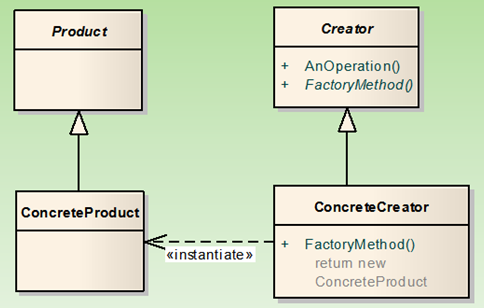 Product
Creator
+ AnOperation()
+ FactoryMethod()
ConcreteProduct
ConcreteCreator
+ FactoryMethod()
return new
ConcreteProduct
«instantiate»